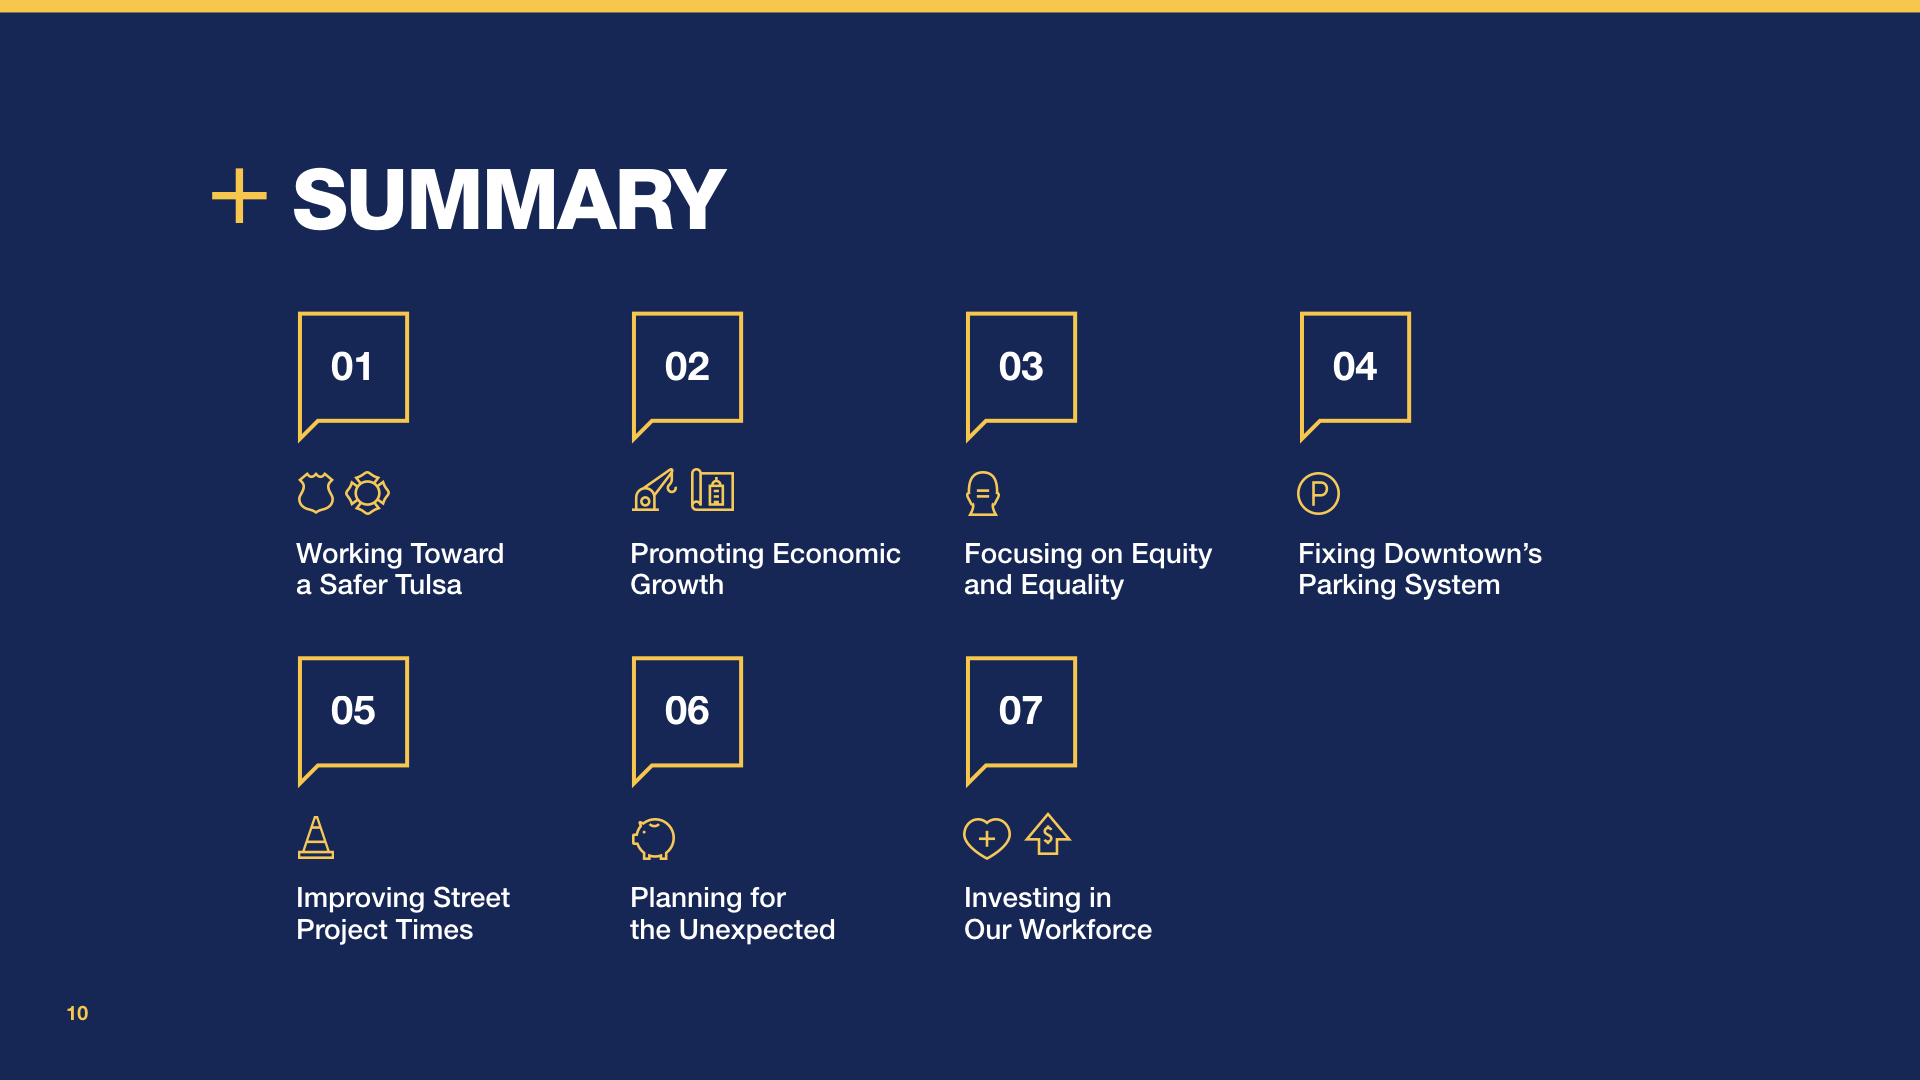 + SUMMARY
01
Working Toward
a Safer Tulsa
02
Promoting Economic
Growth
03
Focusing on Equity
and Equality
04
P
Fixing Downtown’s
Parking System
05
Improving Street
Project Times
06
Planning for
the Unexpected
07
$
Investing in
Our Workforce
10